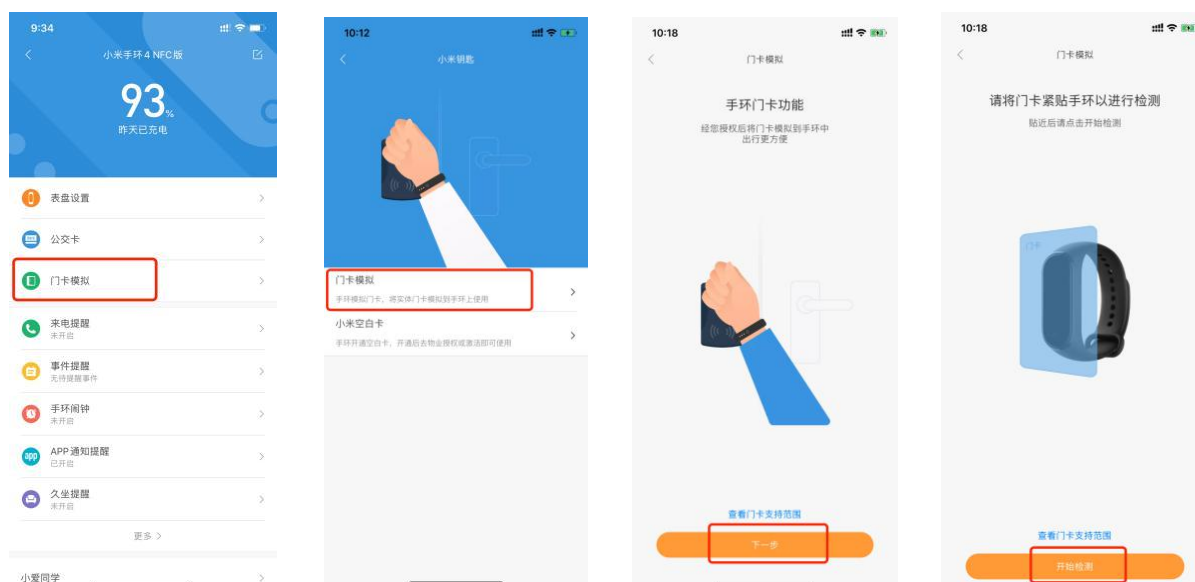 9:34
小米手环 4 NFC版
93%
昨天已充电
表盘设置
公交卡
门卡模拟
来电提醒
未开启
事件提醒
无待提醒事件
手环闹钟
未开启
app
APP 通知提醒
已开启
久坐提醒
未开启
更多
小爱同学
10:12
小米钥匙
门卡模拟
手环模拟门卡，将实体门卡模拟到手环上使用
小米空白卡
手环开通空白卡，开通后去物业授权或激活即可使用
10:18
门卡模拟
手环门卡功能
经您授权后将门卡模拟到手环中
出行更方便
查看门卡支持范围
下一步
10:18
门卡模拟
请将门卡紧贴手环以进行检测
贴近后请点击开始检测
门卡
查看门卡支持范围
开始检测